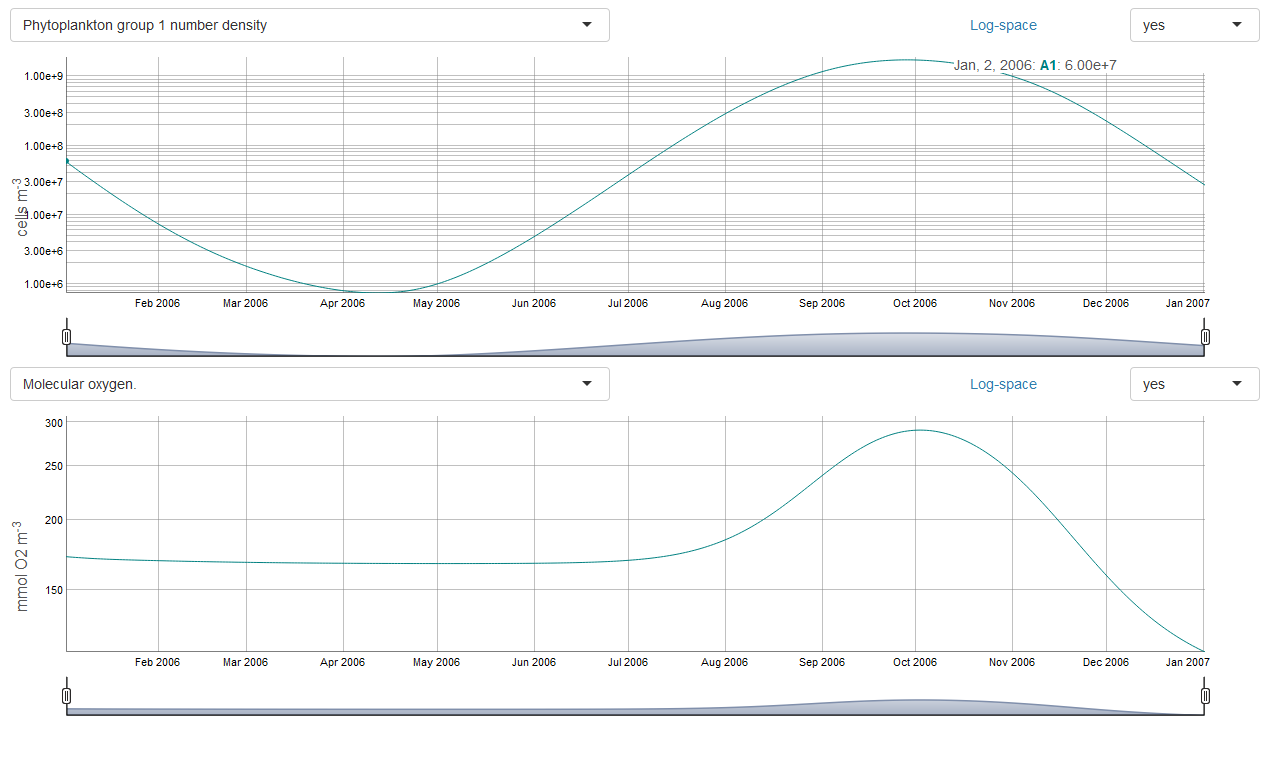 Phytoplankton group 1 number density
Log-space
yes
Jan, 2, 2006: A1: 6.00e+7
1.00e+9
3.00e+8
1.00e+8
3.00e+7
1.00e+7
3.00e+6
1.00e+6
cells m-3
Feb 2006 Mar 2006 Apr 2006 May 2006 Jun 2006 Jul 2006 Aug 2006 Sep 2006 Oct 2006 Nov 2006 Dec 2006 Jan 2007
Molecular oxygen.
Log-space
yes
300
250
200
150
mmol O2 m-3
Feb 2006 Mar 2006 Apr 2006 May 2006 Jun 2006 Jul 2006 Aug 2006 Sep 2006 Oct 2006 Nov 2006 Dec 2006 Jan 2007